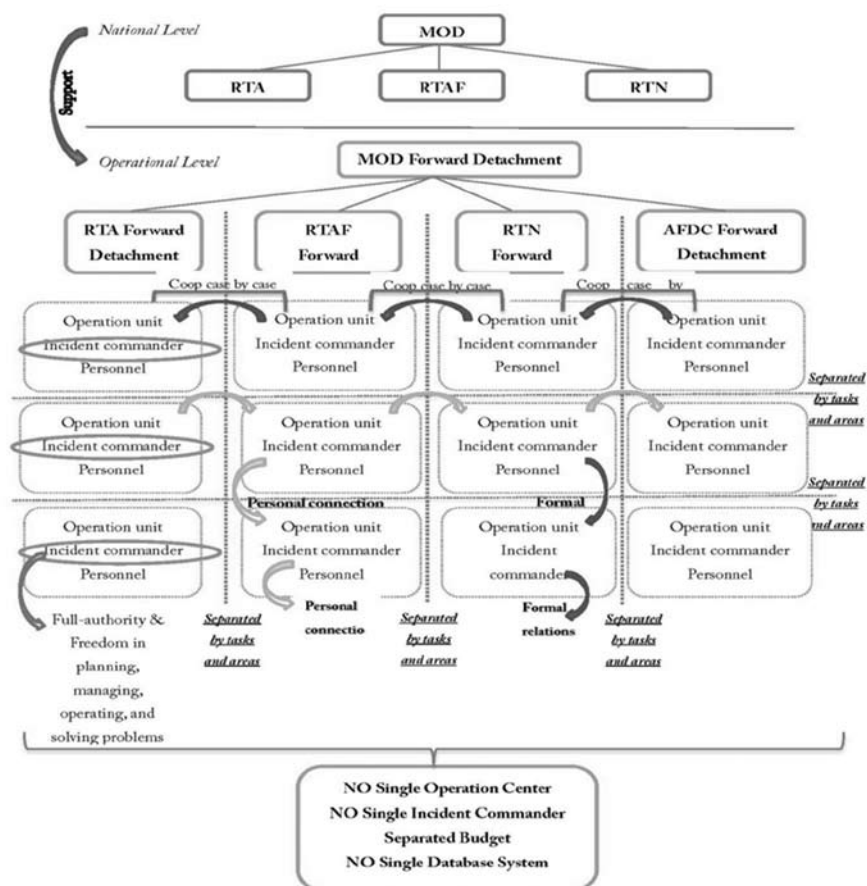 National Level
MOD
RTA
RTAF
RTN
Support
Operational Level
MOD Forward Detachment
RTA Forward
Detachment
RTAF
Forward
RTN
Forward
AFDC Forward
Detachment
Coop case by case
Coop case by case
Coop case by
Operation unit
Incident commander
Personnel
Operation unit
Incident commander
Personnel
Operation unit
Incident commander
Personnel
Operation unit
Incident commander
Personnel
Separated
by tasks
and areas
Operation unit
Incident commander
Personnel
Operation unit
Incident commander
Personnel
Operation unit
Incident commander
Personnel
Operation unit
Incident commander
Personnel
Separated
by tasks
and areas
Personal connection
Formal
Operation unit
Incident commander
Personnel
Operation unit
Incident commander
Personnel
Operation unit
Incident
commander
Operation unit
Incident commander
Personnel
Full-authority &
Freedom in
planning,
managing,
operating, and
solving problems
Separated
by tasks
and areas
Personal
connectio
Separated
by tasks
and areas
Formal
relations
Separated
by tasks
and areas
NO Single Operation Center
NO Single Incident Commander
Separated Budget
NO Single Database System